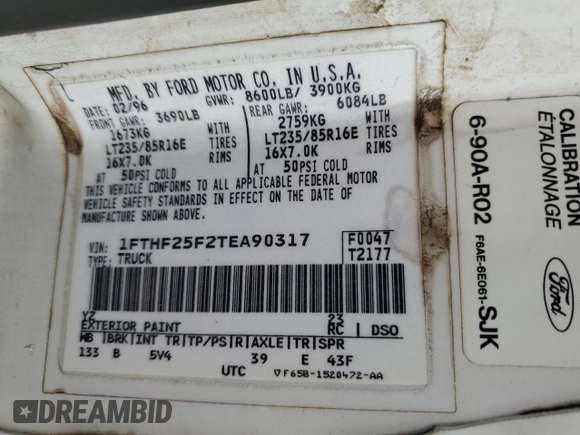 MFD. BY FORD MOTOR CO. IN U.S.A.
DATE: 02/96 GVWR: 8600LB/ 3900KG
FRONT GAWR: 3690LB REAR GAWR: 6084LB
1673KG WITH 2759KG WITH
LT235/85R16E TIRES LT235/85R16E TIRES
16X7.0K RIMS 16X7.0K RIMS
AT 50PSI COLD AT 50PSI COLD
THIS VEHICLE CONFORMS TO ALL APPLICABLE FEDERAL MOTOR
VEHICLE SAFETY STANDARDS IN EFFECT ON THE DATE OF
MANUFACTURE SHOWN ABOVE.
VIN: 1FTHF25F2TEA90317 F0047
TYPE: TRUCK T2177
YZ 23
EXTERIOR PAINT RC DSO
WB BRK INT TR TP/PS R AXLE TR SPR
133 B 5V4 39 E 43F
UTC F65B-1520472-AA
CALIBRATION
ÉTALONNAGE
6-90A-R02
F6AE-6E061-SJK
Ford
DREAMBID